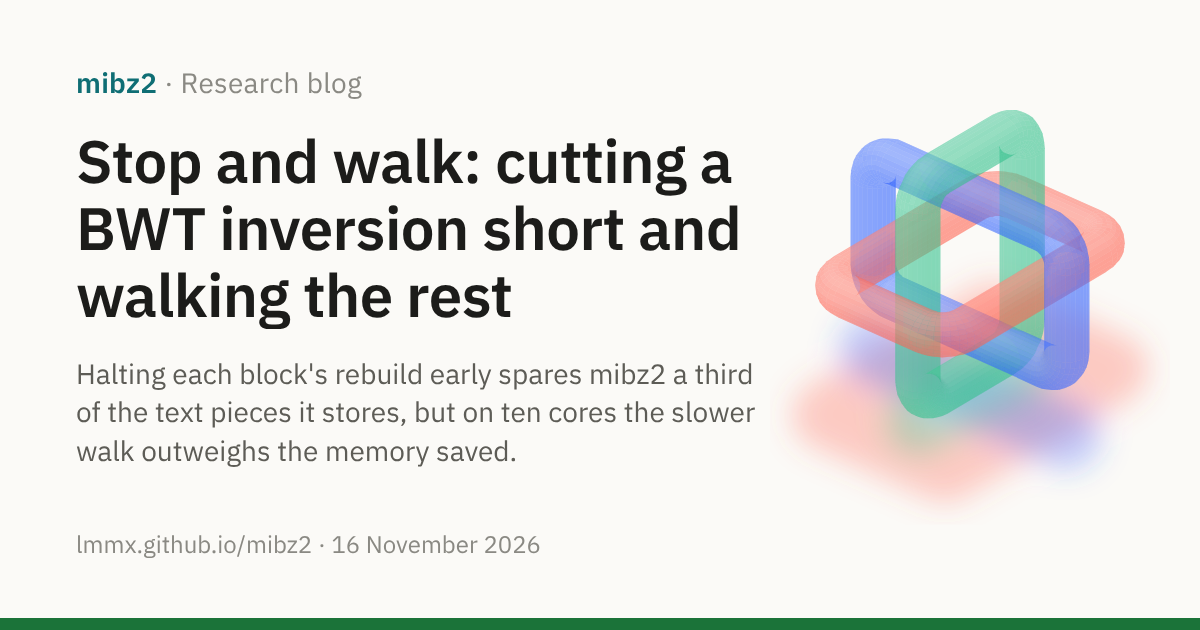 mibz2 · Research blog
Stop and walk: cutting a
BWT inversion short and
walking the rest
Halting each block's rebuild early spares mibz2 a third
of the text pieces it stores, but on ten cores the slower
walk outweighs the memory saved.
lmmx.github.io/mibz2 · 16 November 2026